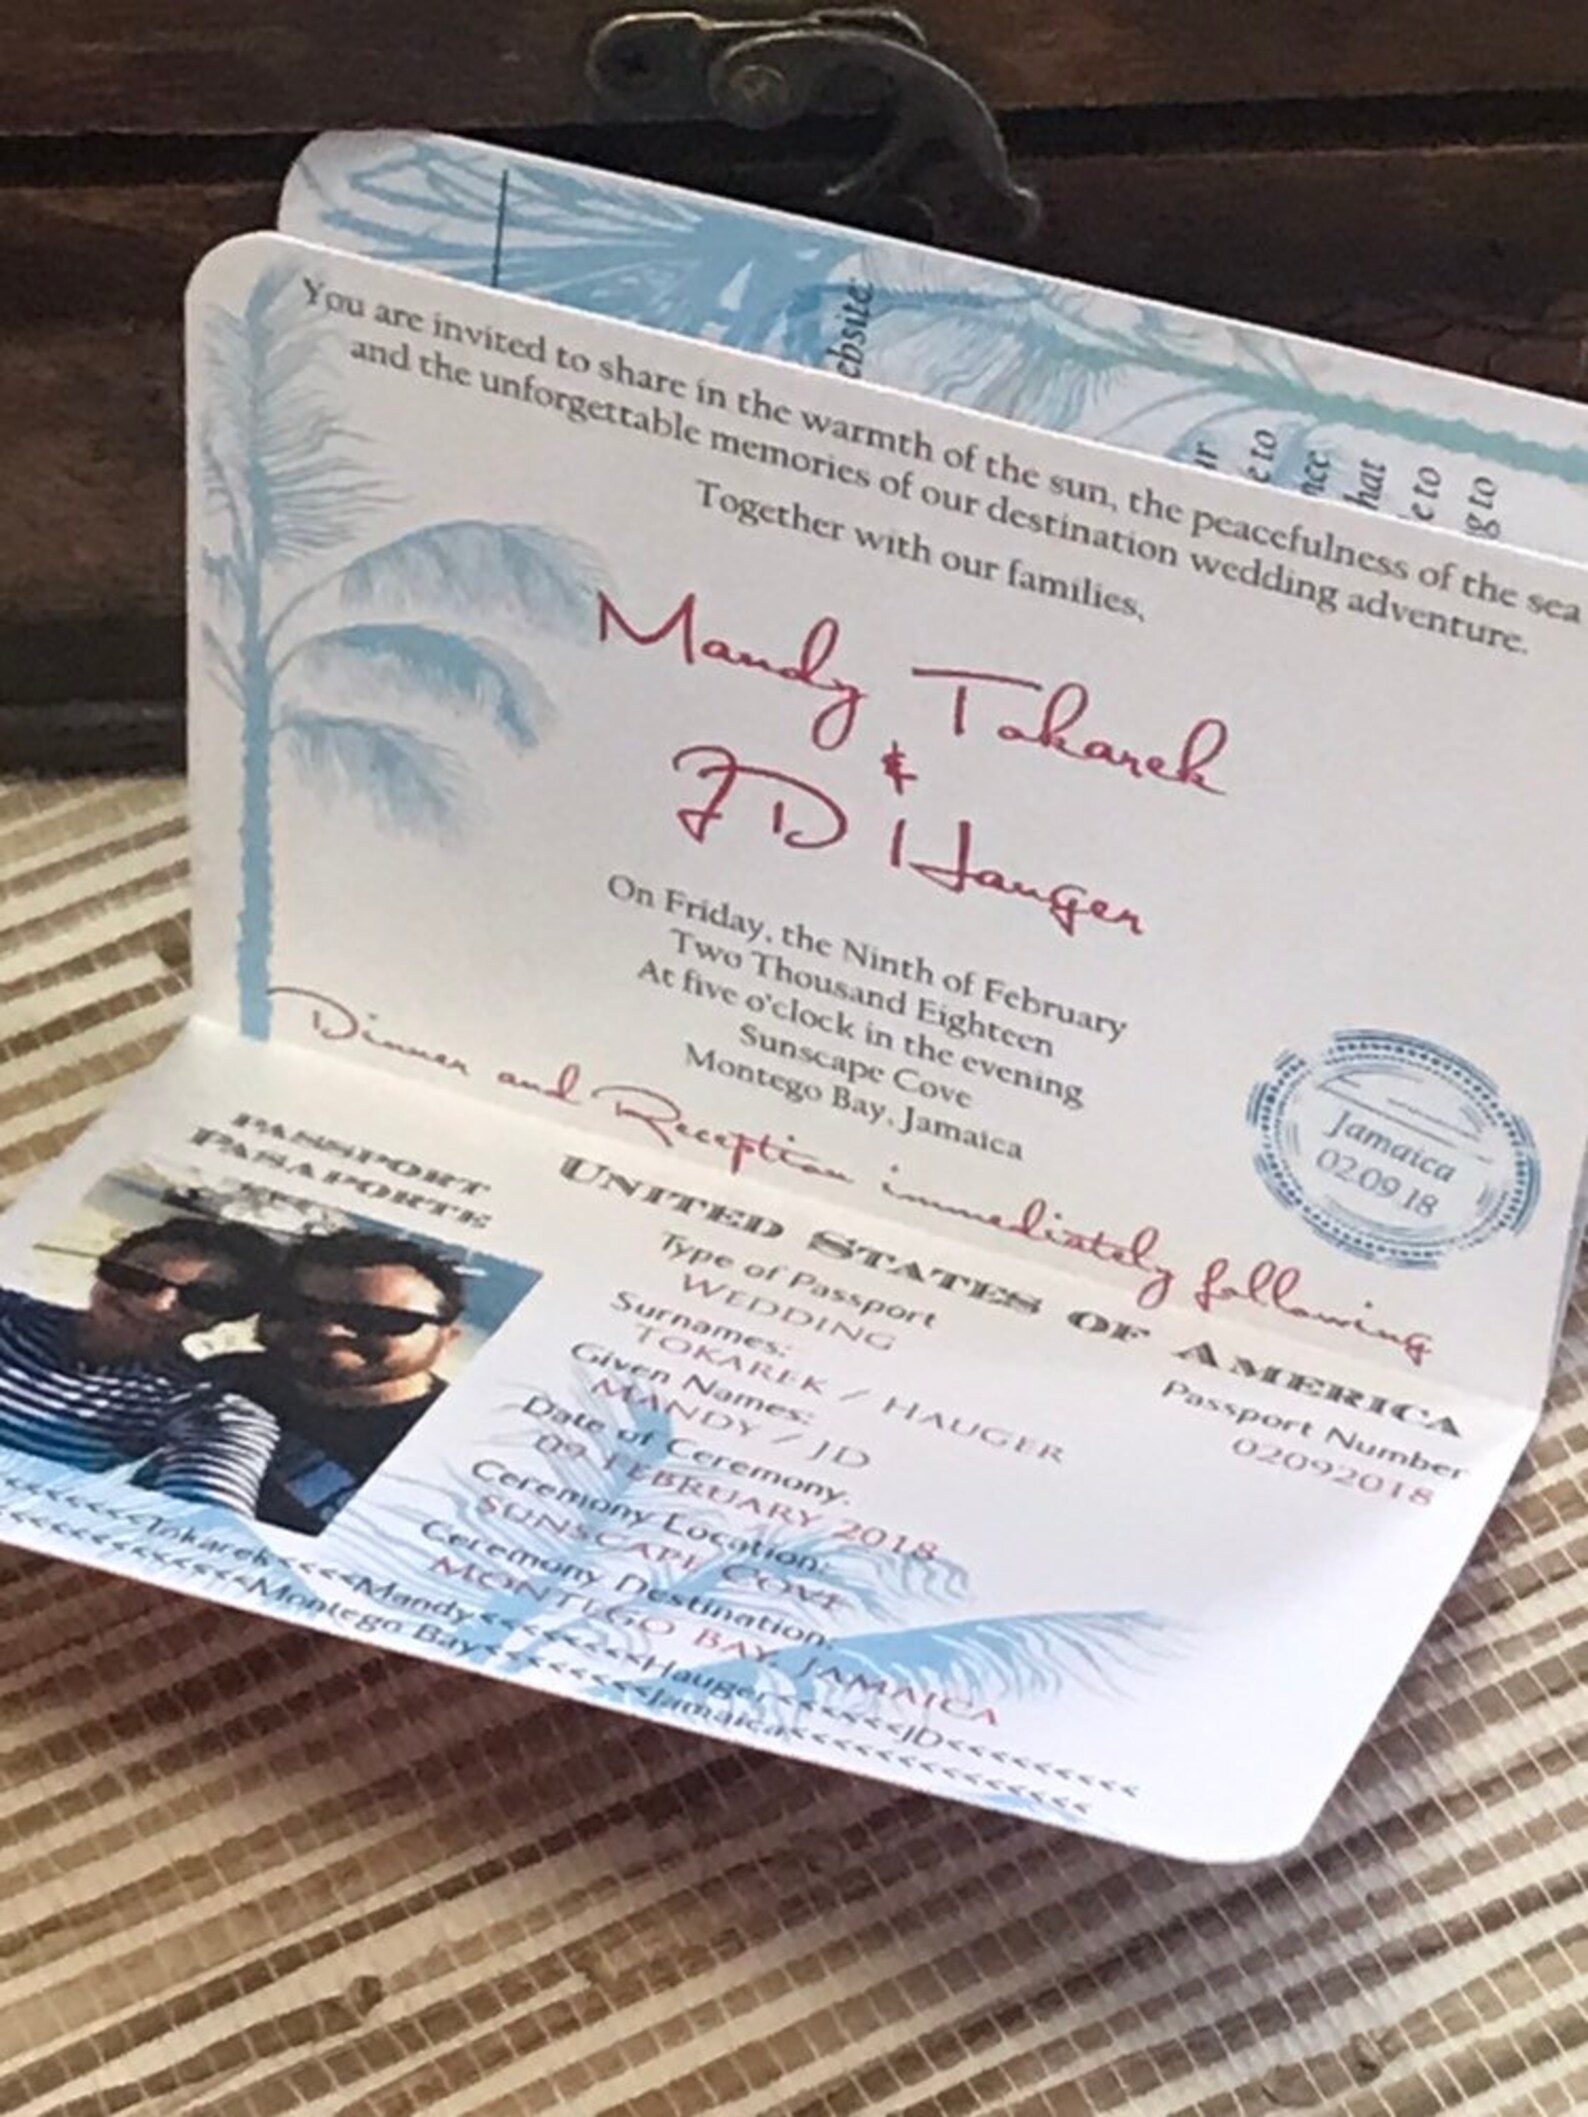 You are invited to share in the warmth of the sun, the peacefulness of the sea
and the unforgettable memories of our destination wedding adventure.
Together with our families,
Mandy Tokarek
&
JD Hauger
On Friday, the Ninth of February
Two Thousand Eighteen
At five o'clock in the evening
Sunscape Cove
Montego Bay, Jamaica
Dinner and Reception immediately following
Jamaica
02.09.18
PASSPORT
PASAPORTE
UNITED STATES OF AMERICA
Type of Passport
WEDDING
Passport Number
02092018
Surnames:
TOKAREK / HAUGER
Given Names:
MANDY / JD
Date of Ceremony:
09 FEBRUARY 2018
Ceremony Location:
SUNSCAPE COVE
Ceremony Destination:
MONTEGO BAY, JAMAICA
<<<<<<<<Tokarek<<<<<Mandy<<<<<<<<<Hauger<<<<<<<JD<<<<<<<<<
<<<<<<<<<<<<<Montego Bay<<<<<<<<<Jamaica<<<<<<<<<<<<<<
e to
hat
e to
g to